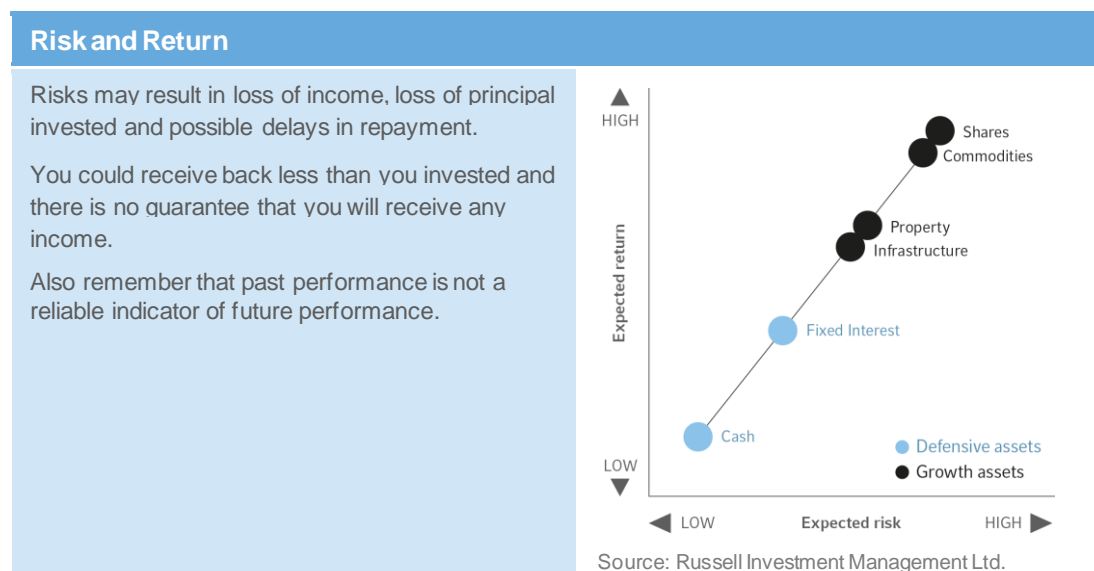 Risk and Return
Risks may result in loss of income, loss of principal
invested and possible delays in repayment.
You could receive back less than you invested and
there is no guarantee that you will receive any
income.
Also remember that past performance is not a
reliable indicator of future performance.
HIGH
Expected return
LOW
Shares
Commodities
Property
Infrastructure
Fixed Interest
Cash
Defensive assets
Growth assets
LOW
Expected risk
HIGH
Source: Russell Investment Management Ltd.